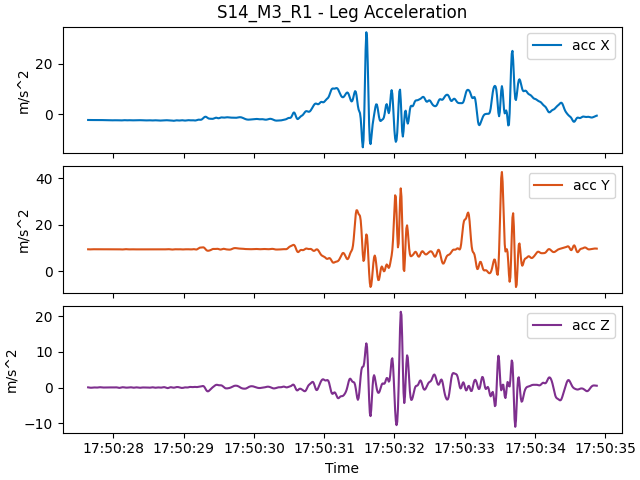 S14_M3_R1 - Leg Acceleration
acc X
20
0
m/s^2
acc Y
40
20
0
m/s^2
acc Z
20
10
0
−10
m/s^2
17:50:28 17:50:29 17:50:30 17:50:31 17:50:32 17:50:33 17:50:34 17:50:35
Time